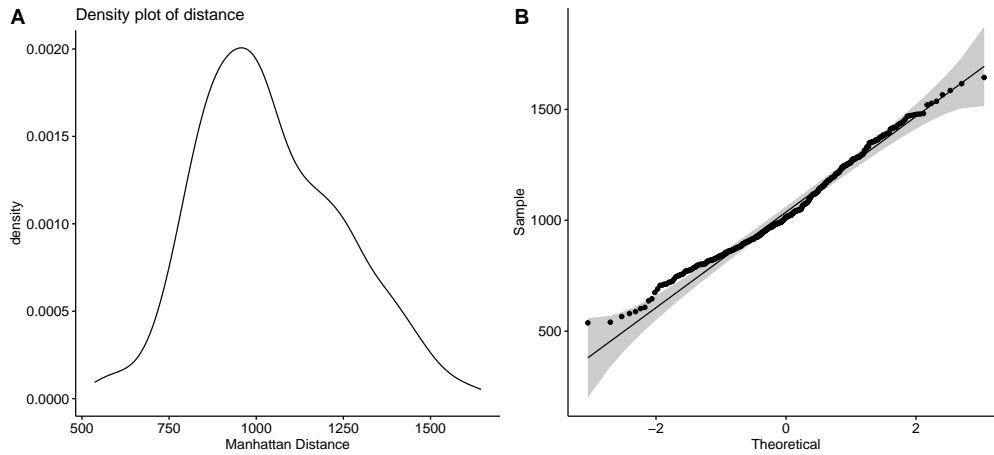 A
Density plot of distance
density
0.0020
0.0015
0.0010
0.0005
0.0000
500 750 1000 1250 1500
Manhattan Distance
B
Sample
1500
1000
500
−2 0 2
Theoretical